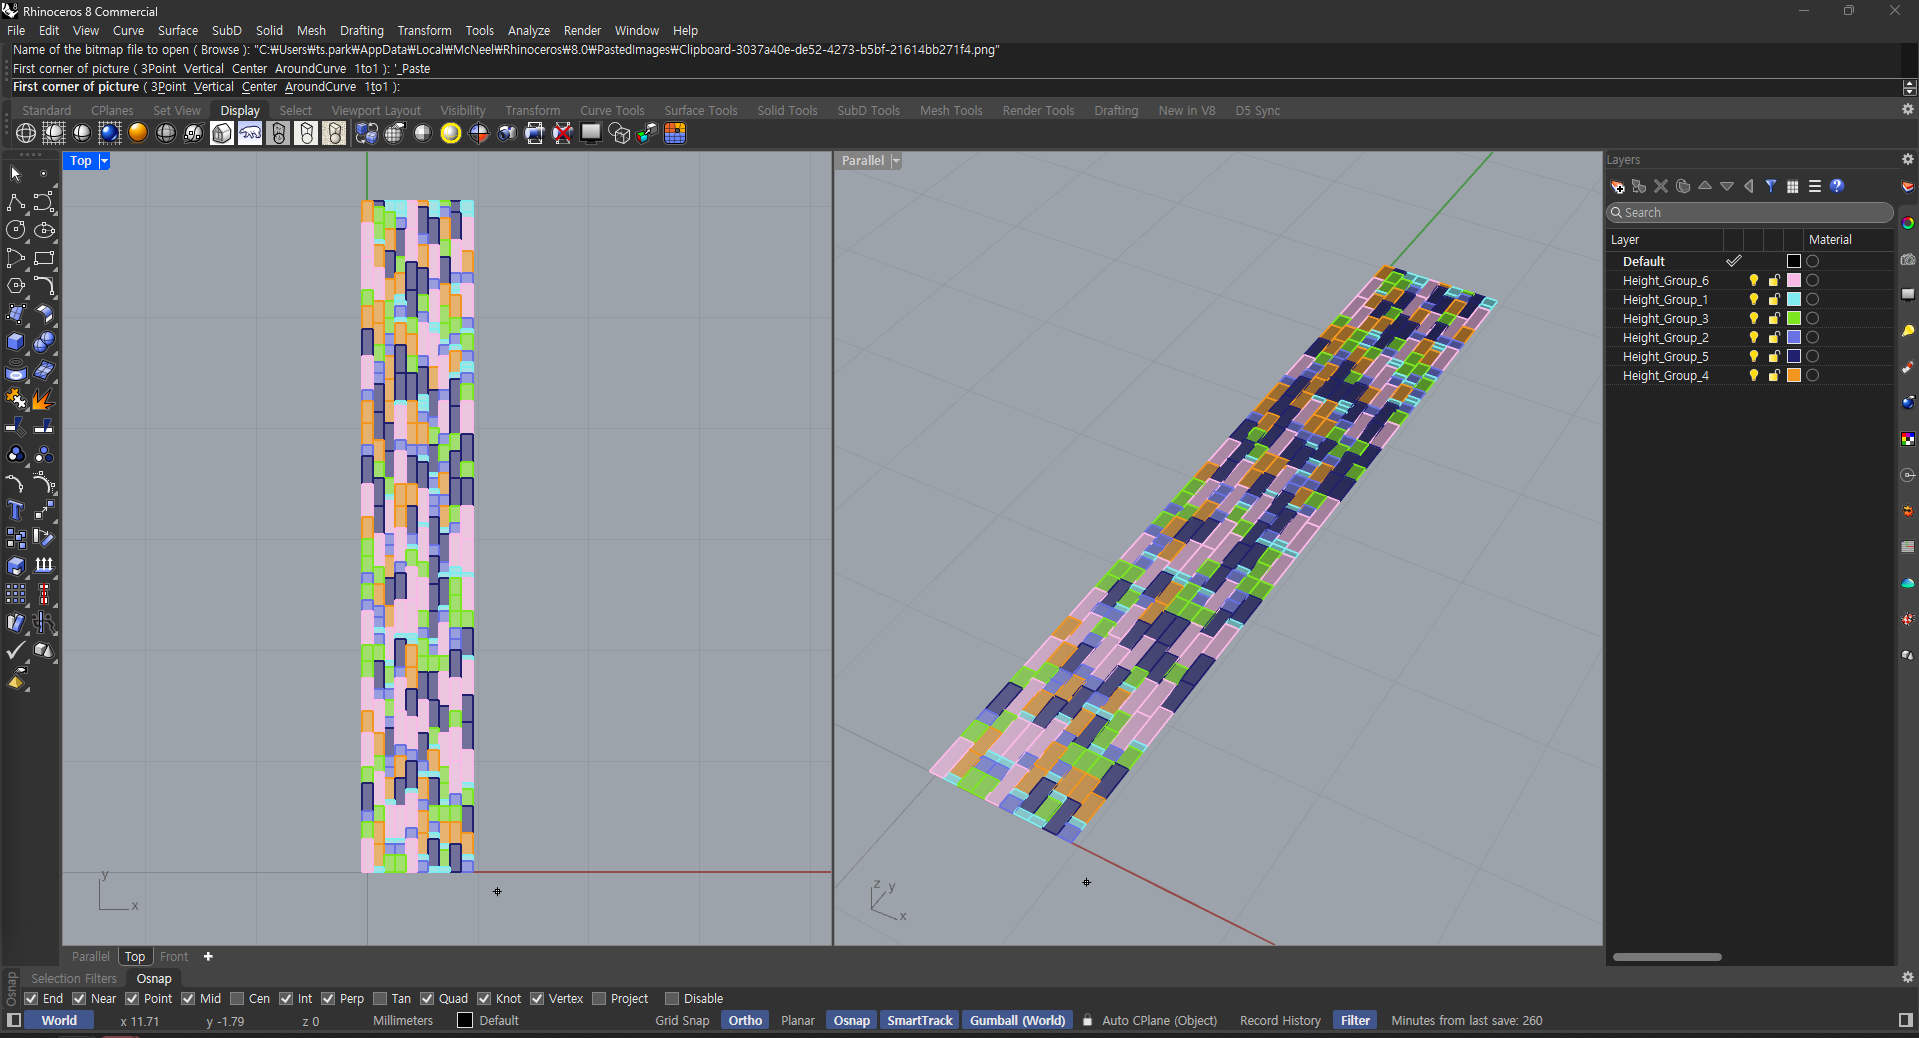 Rhinoceros 8 Commercial
File Edit View Curve Surface SubD Solid Mesh Drafting Transform Tools Analyze Render Window Help
Name of the bitmap file to open ( Browse ): "C:₩Users₩ts.park₩AppData₩Local₩McNeel₩Rhinoceros₩8.0₩PastedImages₩Clipboard-3037a40e-de52-4273-b5bf-21614bb271f4.png"
First corner of picture ( 3Point Vertical Center AroundCurve 1to1 ): '_Paste
First corner of picture ( 3Point Vertical Center AroundCurve 1to1 ):
Standard CPlanes Set View Display Select Viewport Layout Visibility Transform Curve Tools Surface Tools Solid Tools SubD Tools Mesh Tools Render Tools Drafting New in V8 D5 Sync
Top
Parallel
Layers
Search
Layer Material
Default
Height_Group_6
Height_Group_1
Height_Group_3
Height_Group_2
Height_Group_5
Height_Group_4
y
x
z
y
x
Parallel Top Front
Osnap
Selection Filters Osnap
End Near Point Mid Cen Int Perp Tan Quad Knot Vertex Project Disable
World x 11.71 y -1.79 z 0 Millimeters Default Grid Snap Ortho Planar Osnap SmartTrack Gumball (World) Auto CPlane (Object) Record History Filter Minutes from last save: 260